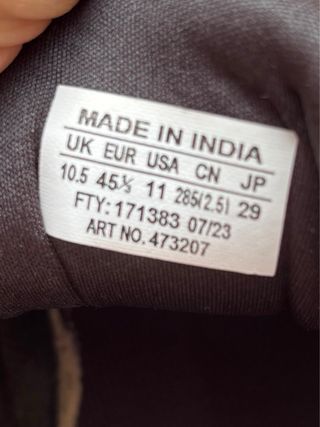 MADE IN INDIA
UK EUR USA CN JP
10.5 45⅓ 11 285(2.5) 29
FTY:171383 07/23
ART NO. 473207